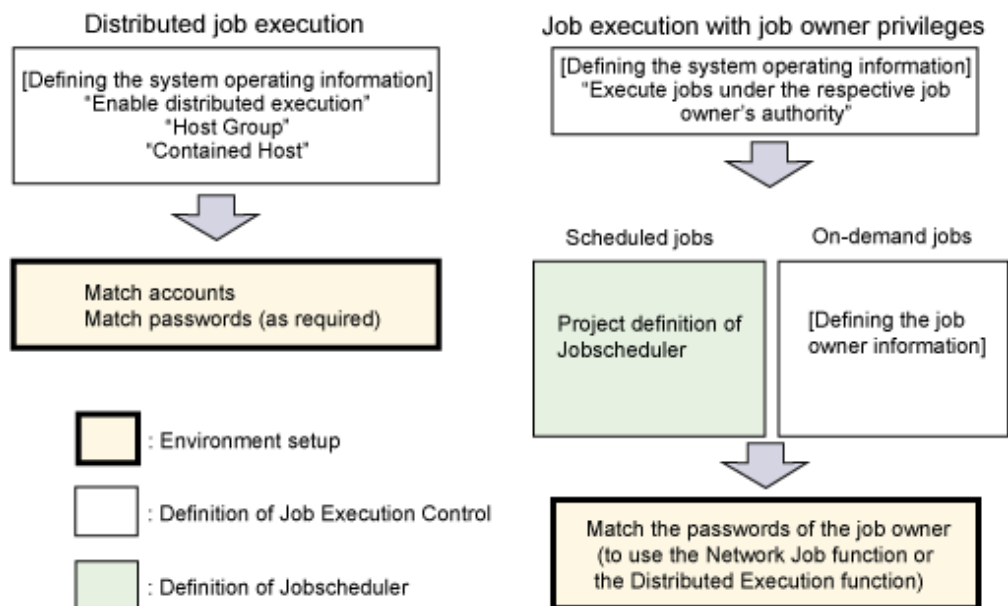 Distributed job execution
[Defining the system operating information]
"Enable distributed execution"
"Host Group"
"Contained Host"
Match accounts
Match passwords (as required)
: Environment setup
: Definition of Job Execution Control
: Definition of Jobscheduler
Job execution with job owner privileges
[Defining the system operating information]
"Execute jobs under the respective job
owner's authority"
Scheduled jobs
On-demand jobs
Project definition of
Jobscheduler
[Defining the job
owner information]
Match the passwords of the job owner
(to use the Network Job function or
the Distributed Execution function)